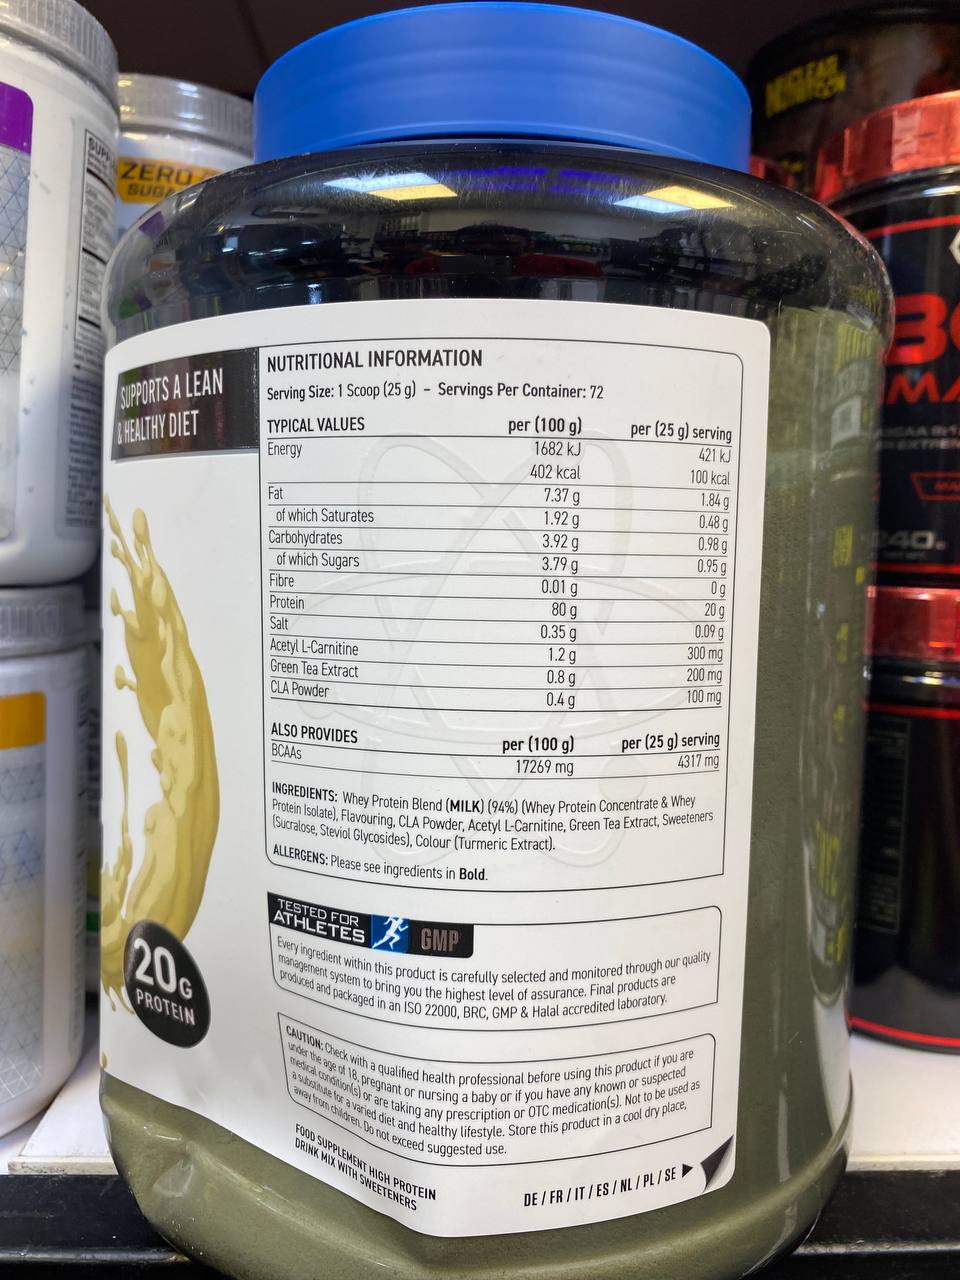 NUCLEAR
NUTRITION
ZERO
SUGA
SUPP
SUPPORTS A LEAN
& HEALTHY DIET
NUTRITIONAL INFORMATION
Serving Size: 1 Scoop (25 g) – Servings Per Container: 72
TYPICAL VALUES per (100 g) per (25 g) serving
Energy 1682 kJ 421 kJ
402 kcal 100 kcal
Fat 7.37 g 1.84 g
of which Saturates 1.92 g 0.48 g
Carbohydrates 3.92 g 0.98 g
of which Sugars 3.79 g 0.95 g
Fibre 0.01 g 0 g
Protein 80 g 20 g
Salt 0.35 g 0.09 g
Acetyl L-Carnitine 1.2 g 300 mg
Green Tea Extract 0.8 g 200 mg
CLA Powder 0.4 g 100 mg
ALSO PROVIDES per (100 g) per (25 g) serving
BCAAs 17269 mg 4317 mg
INGREDIENTS: Whey Protein Blend (MILK) (94%) (Whey Protein Concentrate & Whey
Protein Isolate), Flavouring, CLA Powder, Acetyl L-Carnitine, Green Tea Extract, Sweeteners
(Sucralose, Steviol Glycosides), Colour (Turmeric Extract).
ALLERGENS: Please see ingredients in Bold.
TESTED FOR
ATHLETES
GMP
Every ingredient within this product is carefully selected and monitored through our quality
management system to bring you the highest level of assurance. Final products are
produced and packaged in an ISO 22000, BRC, GMP & Halal accredited laboratory.
20G
PROTEIN
CAUTION: Check with a qualified health professional before using this product if you are
under the age of 18, pregnant or nursing a baby or if you have any known or suspected
medical condition(s) or are taking any prescription or OTC medication(s). Not to be used as
a substitute for a varied diet and healthy lifestyle. Store this product in a cool dry place,
away from children. Do not exceed suggested use.
FOOD SUPPLEMENT HIGH PROTEIN
DRINK MIX WITH SWEETENERS
DE / FR / IT / ES / NL / PL / SE